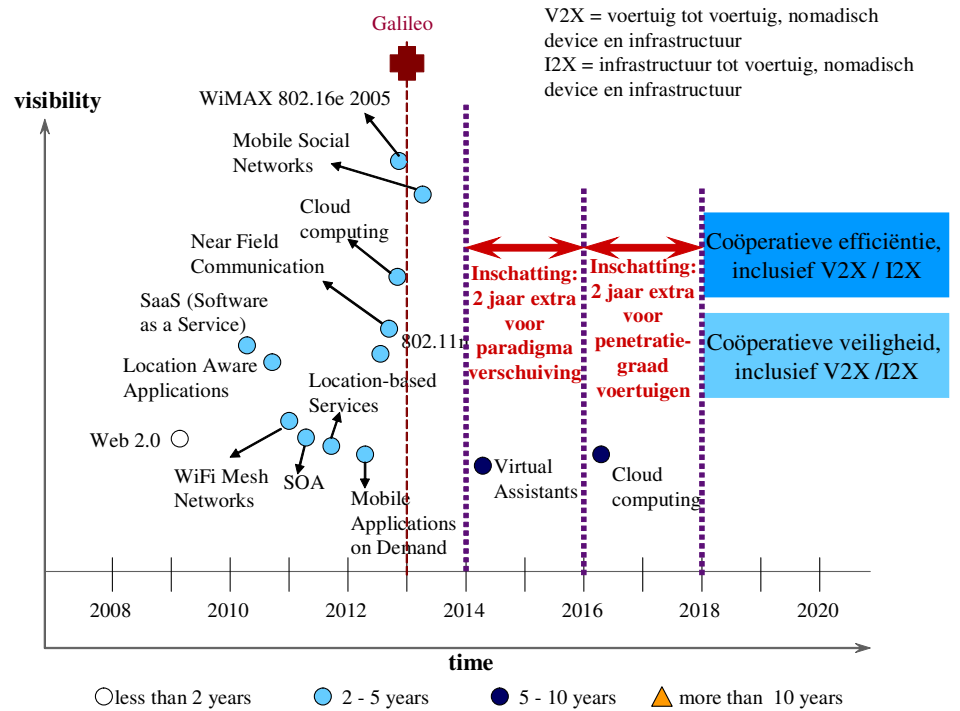 Galileo
V2X = voertuig tot voertuig, nomadisch
device en infrastructuur
I2X = infrastructuur tot voertuig, nomadisch
device en infrastructuur
visibility
WiMAX 802.16e 2005
Mobile Social
Networks
Cloud
computing
Near Field
Communication
SaaS (Software
as a Service)
802.11n
Location Aware
Applications
Location-based
Services
Web 2.0
WiFi Mesh
Networks
SOA
Mobile
Applications
on Demand
Inschatting:
2 jaar extra
voor
paradigma
verschuiving
Inschatting:
2 jaar extra
voor
penetratie-
graad
voertuigen
Coöperatieve efficiëntie,
inclusief V2X / I2X
Coöperatieve veiligheid,
inclusief V2X /I2X
Virtual
Assistants
Cloud
computing
2008 2010 2012 2014 2016 2018 2020
time
less than 2 years 2 - 5 years 5 - 10 years more than 10 years